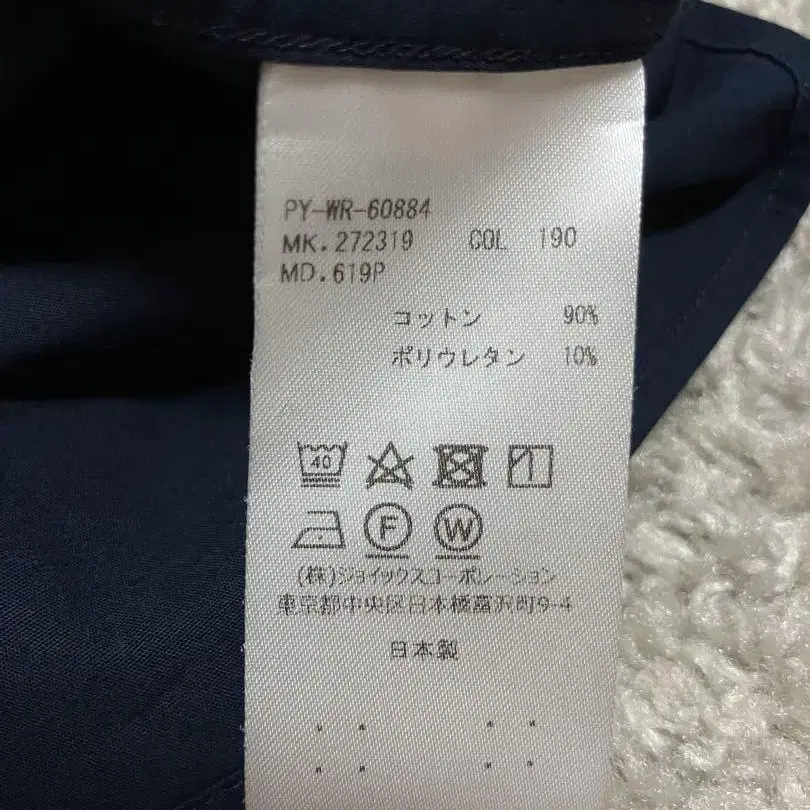 PY-WR-60884
MK.272319 COL 190
MD.619P
コットン 90%
ポリウレタン 10%
40
F W
(株)ジョイックスコーポレーション
東京都中央区日本橋富沢町9-4
日本製